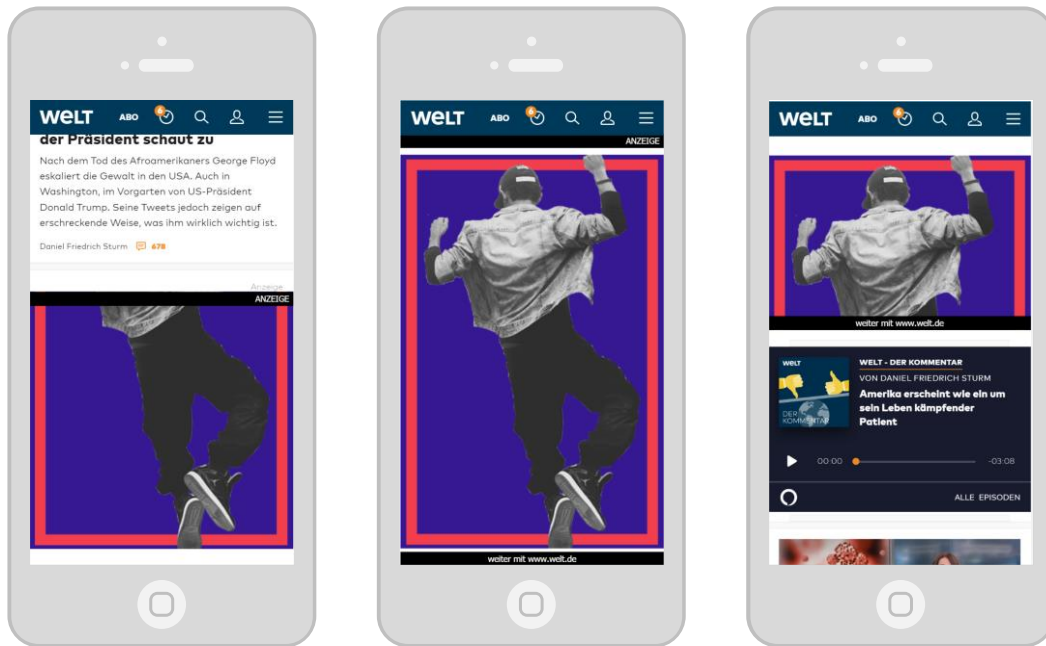 WELT ABO 6
der Präsident schaut zu
Nach dem Tod des Afroamerikaners George Floyd
eskaliert die Gewalt in den USA. Auch in
Washington, im Vorgarten von US-Präsident
Donald Trump. Seine Tweets jedoch zeigen auf
erschreckende Weise, was ihm wirklich wichtig ist.
Daniel Friedrich Sturm 678
Anzeige
ANZEIGE
WELT ABO 6
ANZEIGE
weiter mit www.welt.de
WELT ABO 6
weiter mit www.welt.de
WELT
DER
KOMMENTAR
WELT - DER KOMMENTAR
VON DANIEL FRIEDRICH STURM
Amerika erscheint wie ein um
sein Leben kämpfender
Patient
00:00 -03:08
ALLE EPISODEN